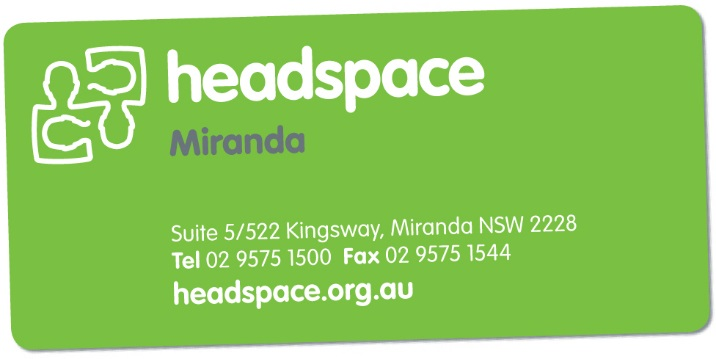 headspace
Miranda
Suite 5/522 Kingsway, Miranda NSW 2228
Tel 02 9575 1500 Fax 02 9575 1544
headspace.org.au